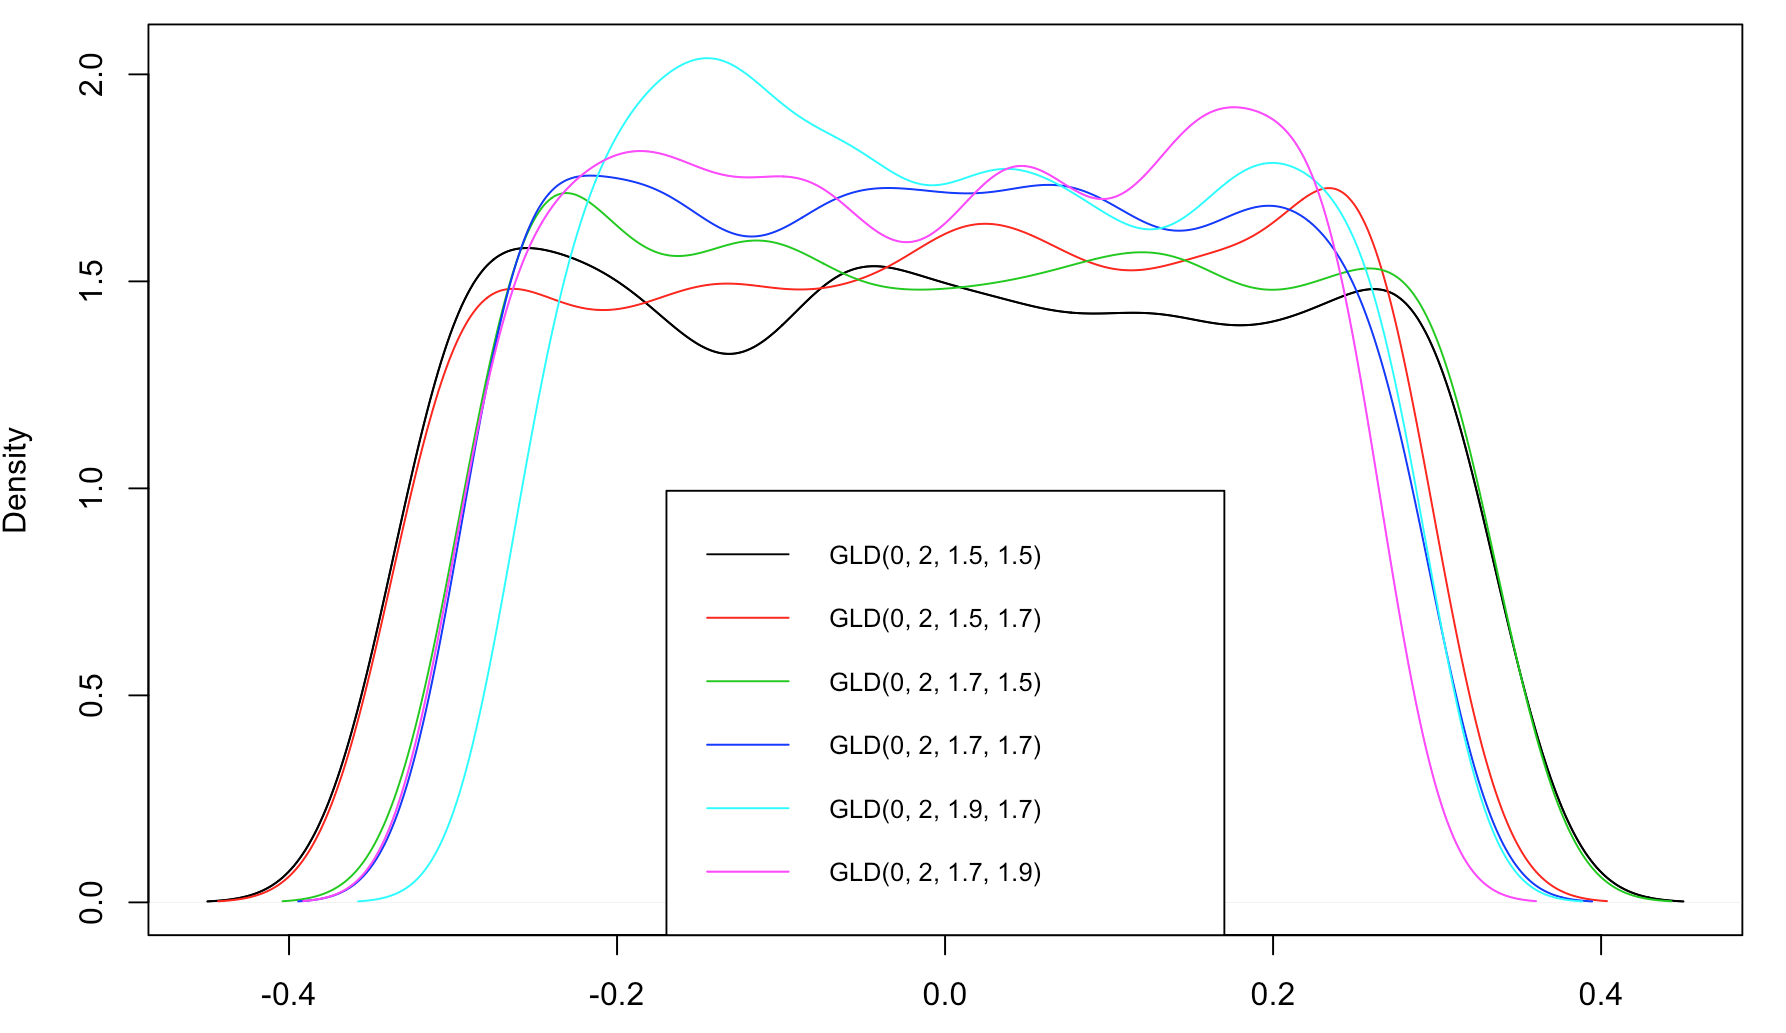 Density
2.0
1.5
1.0
0.5
0.0
GLD(0, 2, 1.5, 1.5)
GLD(0, 2, 1.5, 1.7)
GLD(0, 2, 1.7, 1.5)
GLD(0, 2, 1.7, 1.7)
GLD(0, 2, 1.9, 1.7)
GLD(0, 2, 1.7, 1.9)
-0.4 -0.2 0.0 0.2 0.4